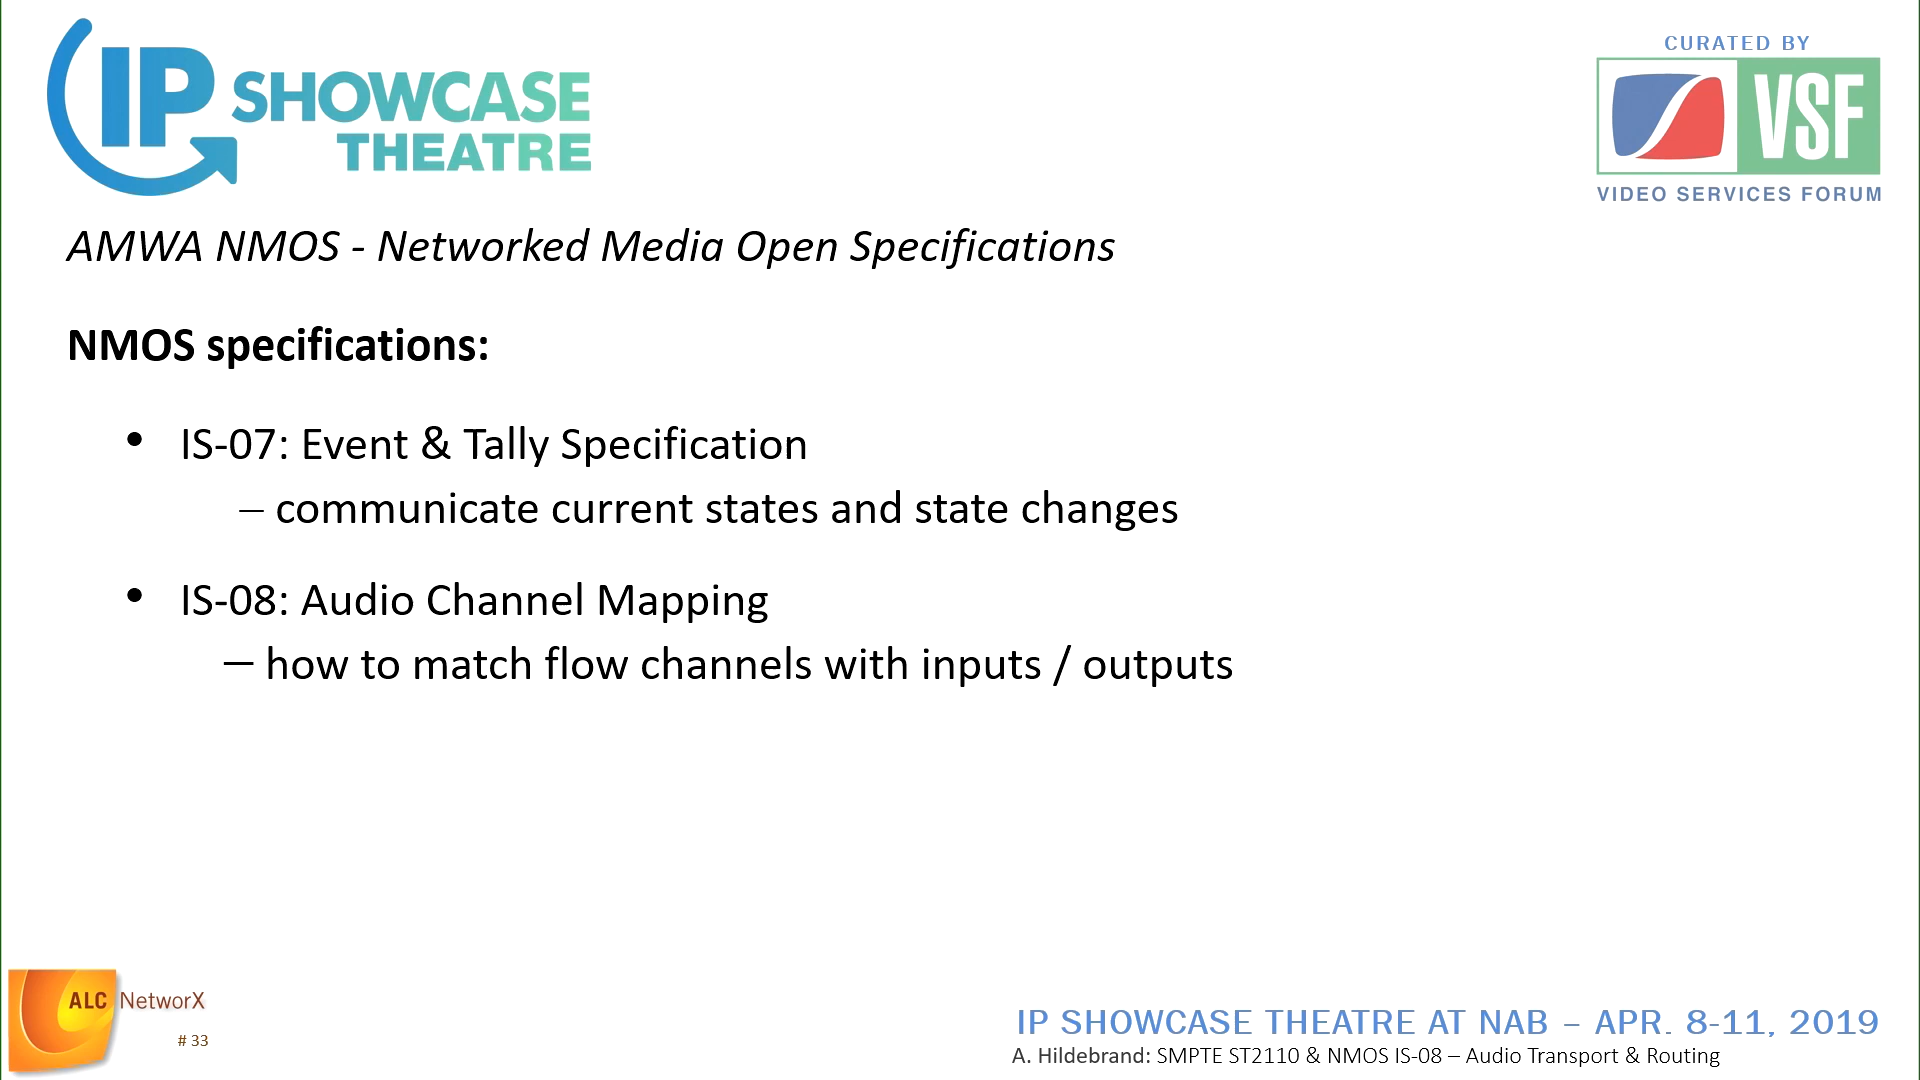 IP SHOWCASE
THEATRE
CURATED BY
VSF
VIDEO SERVICES FORUM
AMWA NMOS - Networked Media Open Specifications
NMOS specifications:
• IS-07: Event & Tally Specification
– communicate current states and state changes
• IS-08: Audio Channel Mapping
– how to match flow channels with inputs / outputs
ALC NetworX
# 33
IP SHOWCASE THEATRE AT NAB – APR. 8-11, 2019
A. Hildebrand: SMPTE ST2110 & NMOS IS-08 – Audio Transport & Routing